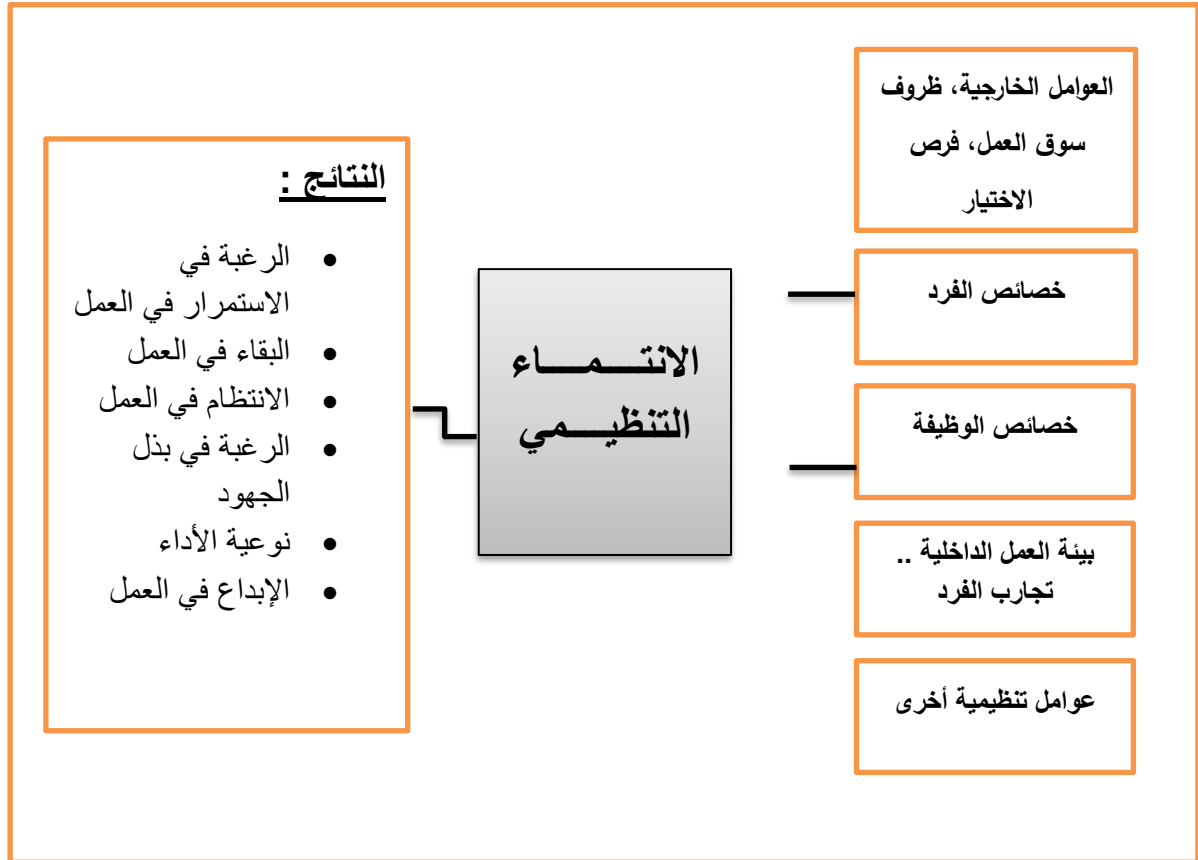 العوامل الخارجية، ظروف
سوق العمل، فرص
الاختيار
خصائص الفرد
خصائص الوظيفة
بيئة العمل الداخلية ..
تجارب الفرد
عوامل تنظيمية أخرى
الانتـــمـــاء
التنظيــــمي
النتائج :
• الرغبة في
الاستمرار في العمل
• البقاء في العمل
• الانتظام في العمل
• الرغبة في بذل
الجهود
• نوعية الأداء
• الإبداع في العمل